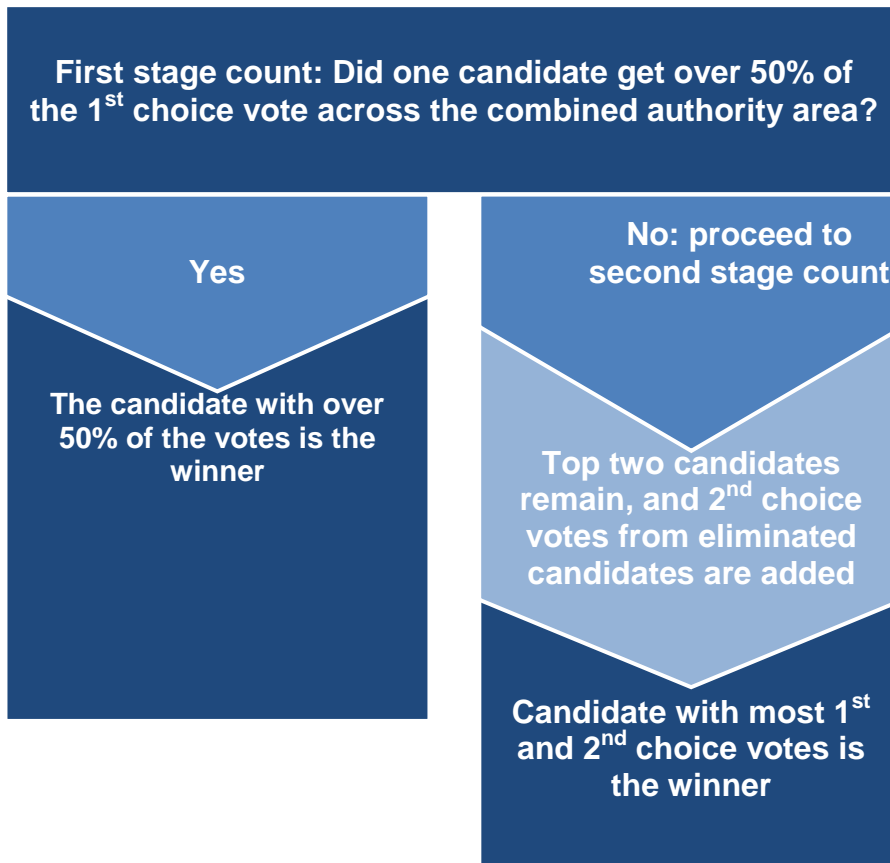 First stage count: Did one candidate get over 50% of
the 1st choice vote across the combined authority area?
Yes
The candidate with over
50% of the votes is the
winner
No: proceed to
second stage count
Top two candidates
remain, and 2nd choice
votes from eliminated
candidates are added
Candidate with most 1st
and 2nd choice votes is
the winner